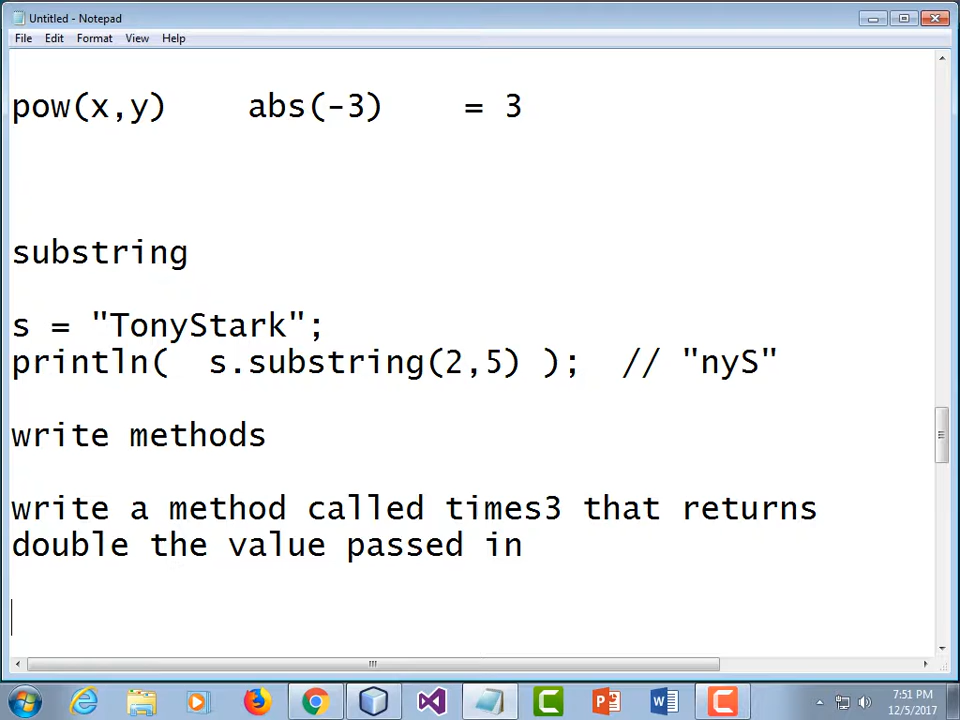 Untitled - Notepad
File Edit Format View Help
pow(x,y)    abs(-3)    = 3
substring
s = "TonyStark";
println(  s.substring(2,5) );  // "nyS"
write methods
write a method called times3 that returns
double the value passed in
7:51 PM
12/5/2017